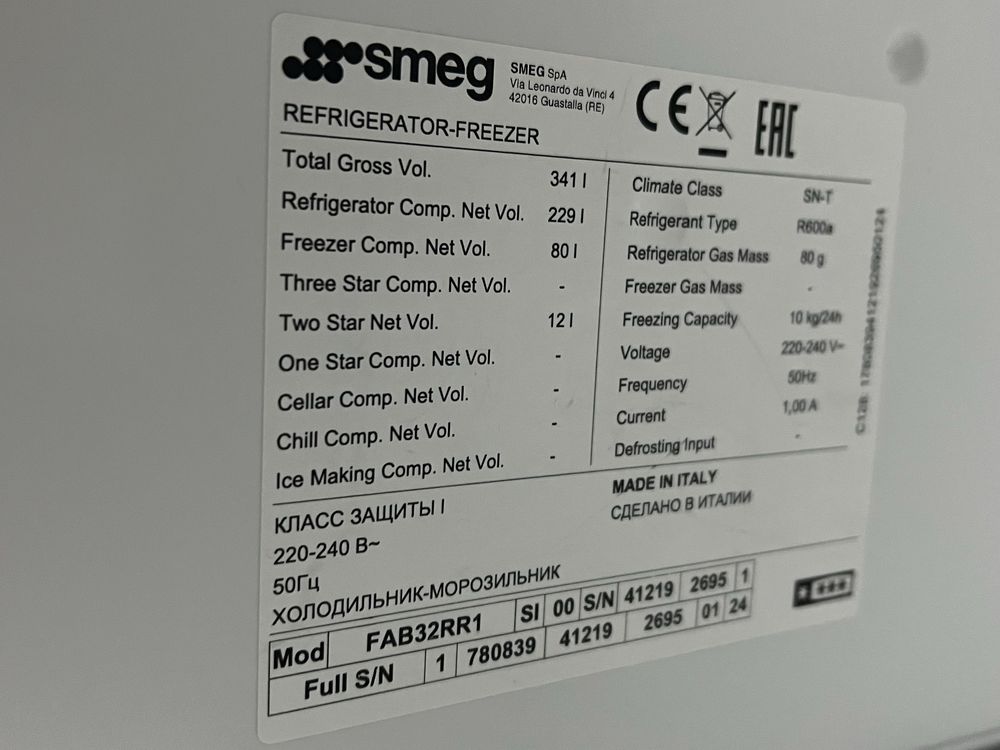 smeg
SMEG SpA
Via Leonardo da Vinci 4
42016 Guastalla (RE)
CE
EAC
REFRIGERATOR-FREEZER
Total Gross Vol. 341 l
Refrigerator Comp. Net Vol. 229 l
Freezer Comp. Net Vol. 80 l
Three Star Comp. Net Vol. -
Two Star Net Vol. 12 l
One Star Comp. Net Vol. -
Cellar Comp. Net Vol. -
Chill Comp. Net Vol. -
Ice Making Comp. Net Vol. -
Climate Class SN-T
Refrigerant Type R600a
Refrigerator Gas Mass 80 g
Freezer Gas Mass -
Freezing Capacity 10 kg/24h
Voltage 220-240 V~
Frequency 50Hz
Current 1,00 A
Defrosting Input -
КЛАСС ЗАЩИТЫ I
220-240 В~
50Гц
ХОЛОДИЛЬНИК-МОРОЗИЛЬНИК
MADE IN ITALY
СДЕЛАНО В ИТАЛИИ
Mod FAB32RR1 SI 00 S/N 41219 2695 1
Full S/N 1 780839 41219 2695 01 24